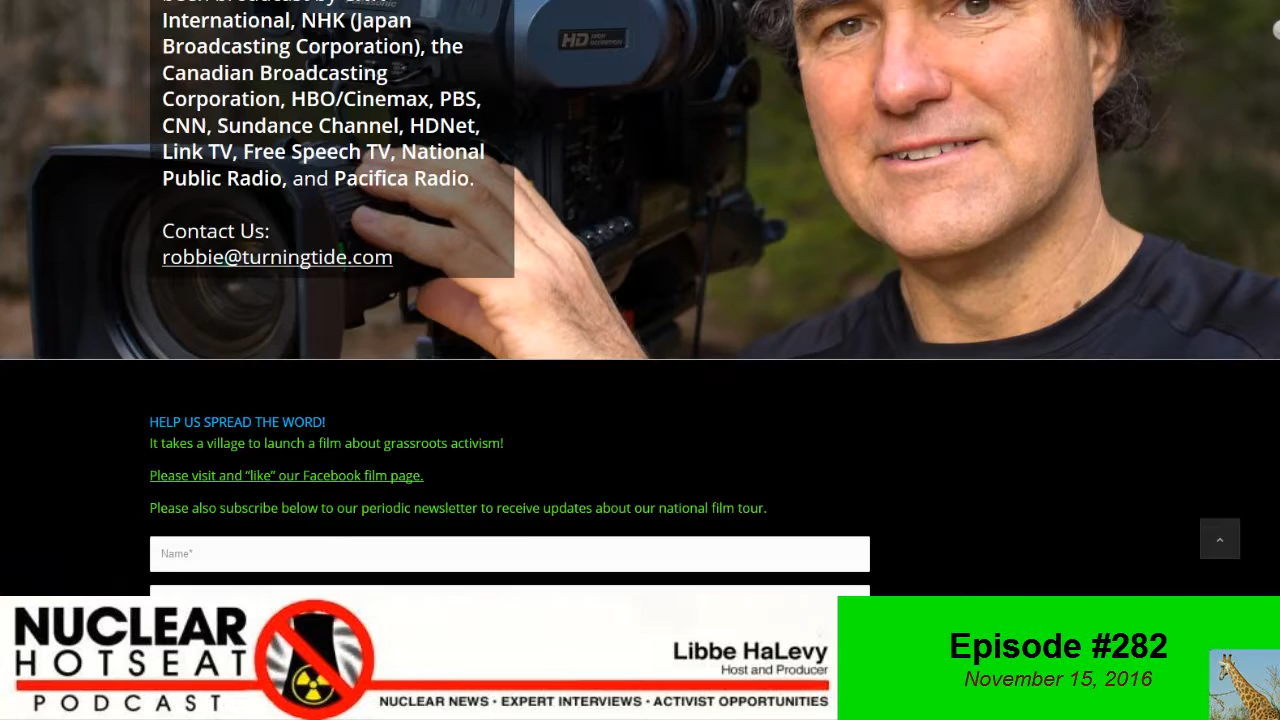 International, NHK (Japan
Broadcasting Corporation), the
Canadian Broadcasting
Corporation, HBO/Cinemax, PBS,
CNN, Sundance Channel, HDNet,
Link TV, Free Speech TV, National
Public Radio, and Pacifica Radio.
HD
Contact Us:
robbie@turningtide.com
HELP US SPREAD THE WORD!
It takes a village to launch a film about grassroots activism!
Please visit and “like” our Facebook film page.
Please also subscribe below to our periodic newsletter to receive updates about our national film tour.
Name*
NUCLEAR
HOTSEAT
PODCAST
Libbe HaLevy
Host and Producer
NUCLEAR NEWS · EXPERT INTERVIEWS · ACTIVIST OPPORTUNITIES
Episode #282
November 15, 2016